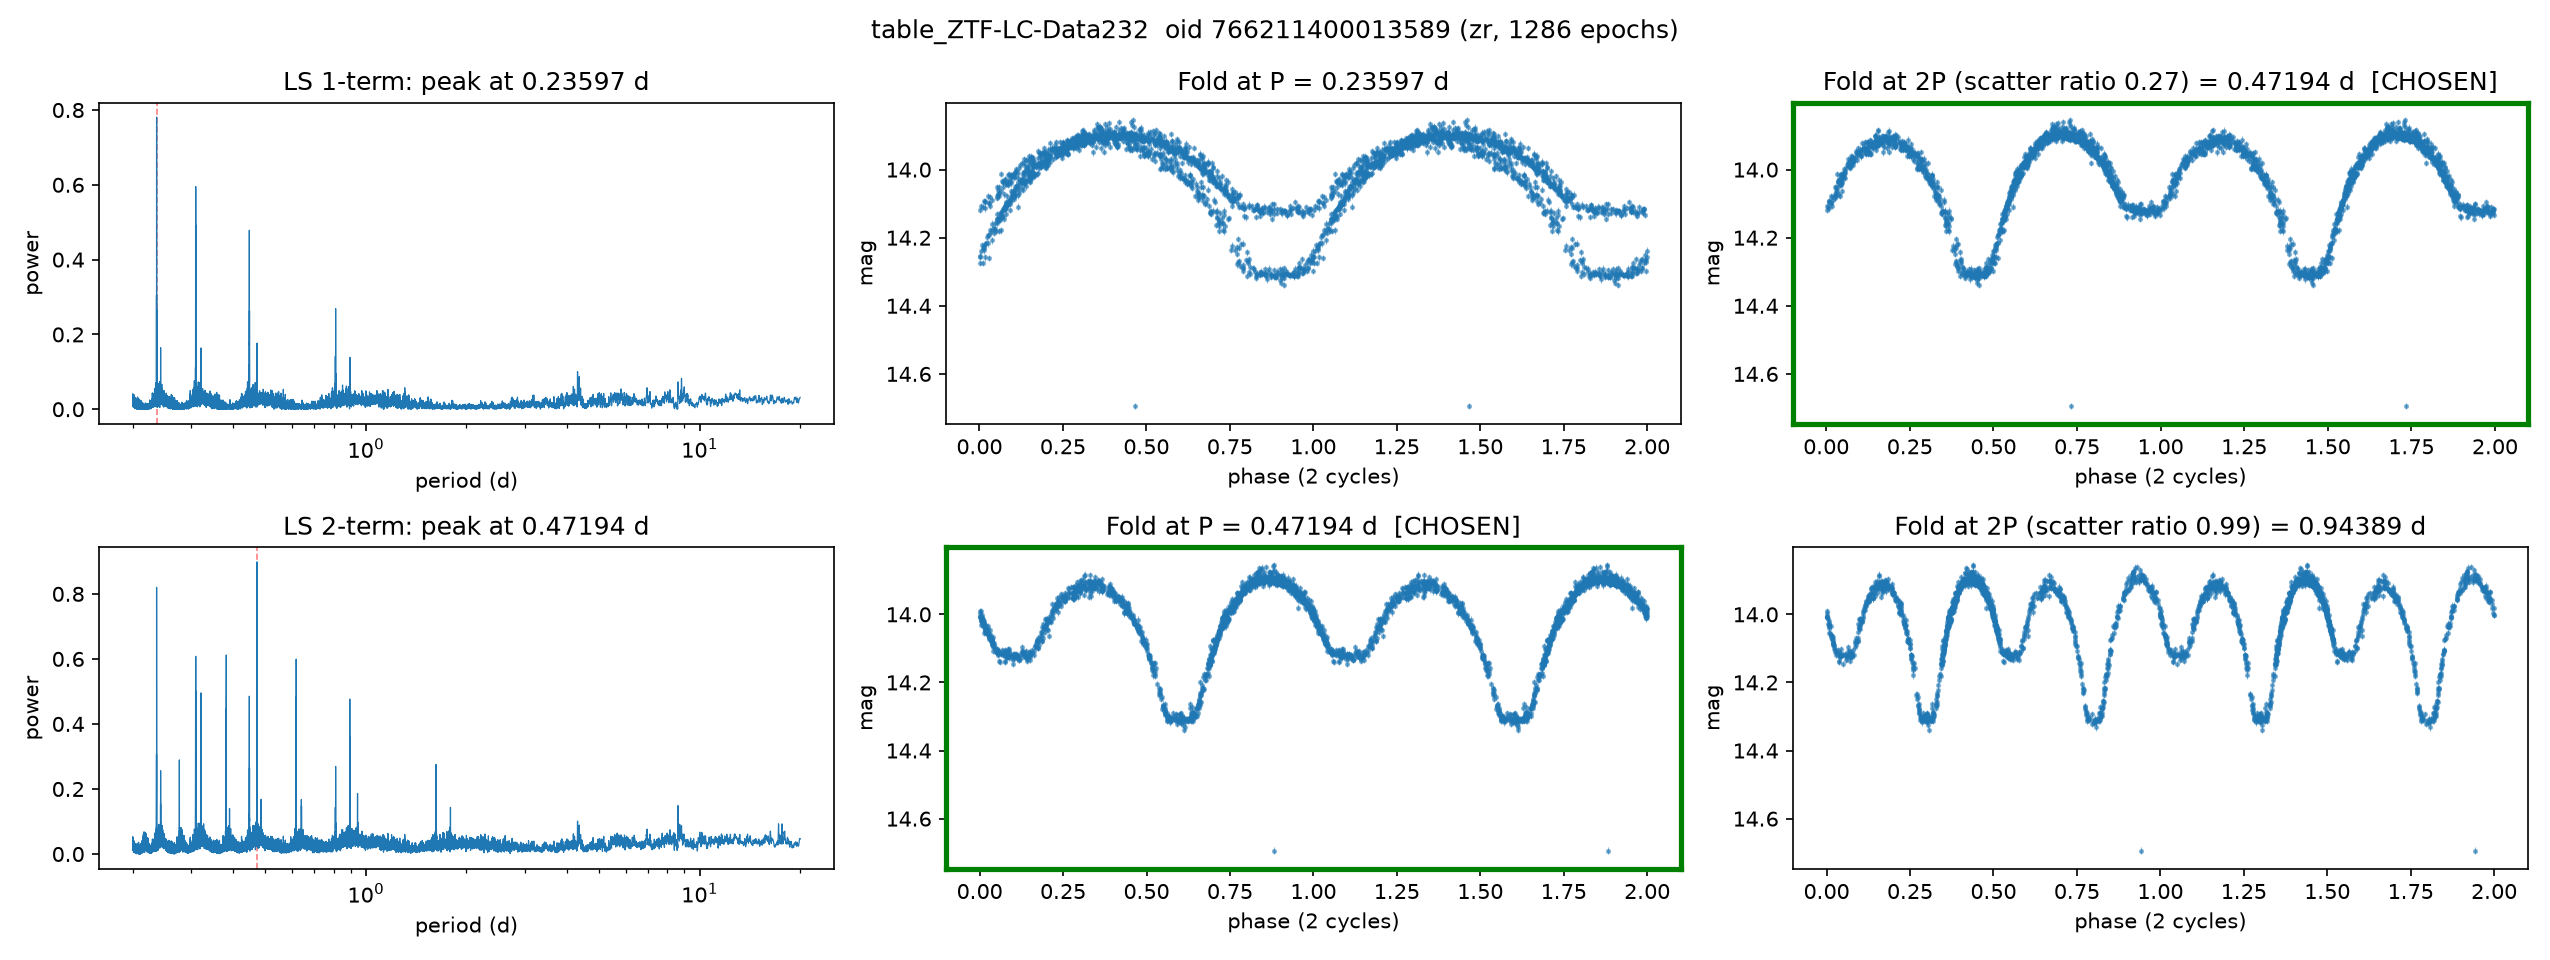 table_ZTF-LC-Data232  oid 766211400013589 (zr, 1286 epochs)
LS 1-term: peak at 0.23597 d
0.8
0.6
0.4
0.2
0.0
power
10⁰
10¹
period (d)
Fold at P = 0.23597 d
14.0
14.2
14.4
14.6
mag
0.00 0.25 0.50 0.75 1.00 1.25 1.50 1.75 2.00
phase (2 cycles)
Fold at 2P (scatter ratio 0.27) = 0.47194 d  [CHOSEN]
14.0
14.2
14.4
14.6
mag
0.00 0.25 0.50 0.75 1.00 1.25 1.50 1.75 2.00
phase (2 cycles)
LS 2-term: peak at 0.47194 d
0.8
0.6
0.4
0.2
0.0
power
10⁰
10¹
period (d)
Fold at P = 0.47194 d  [CHOSEN]
14.0
14.2
14.4
14.6
mag
0.00 0.25 0.50 0.75 1.00 1.25 1.50 1.75 2.00
phase (2 cycles)
Fold at 2P (scatter ratio 0.99) = 0.94389 d
14.0
14.2
14.4
14.6
mag
0.00 0.25 0.50 0.75 1.00 1.25 1.50 1.75 2.00
phase (2 cycles)